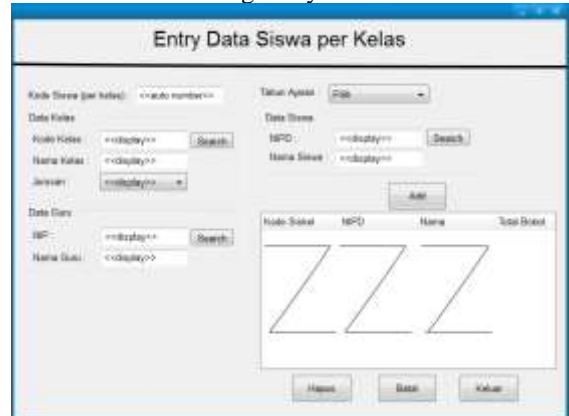 Entry Data Siswa per Kelas
Kode Siswa (per kelas) : <<auto number>>
Data Kelas
Kode Kelas : <<display>> Search
Nama Kelas : <<display>>
Jurusan : <<display>>
Data Guru
NIP : <<display>> Search
Nama Guru : <<display>>
Tahun Ajaran : Pilih
Data Siswa
NIPD : <<display>> Search
Nama Siswa : <<display>>
Add
Kode NIPD Nama Total Bobot
Hapus Batal Keluar